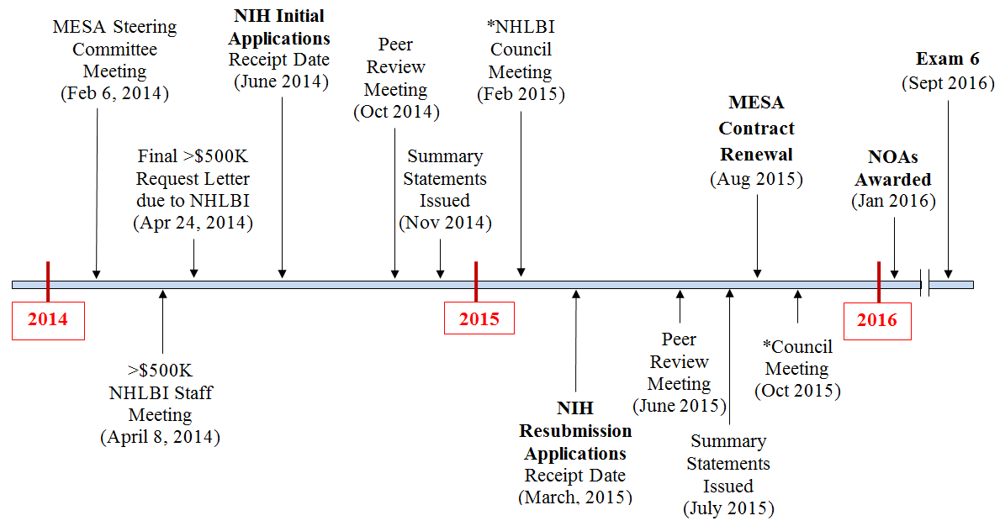 MESA Steering
Committee
Meeting
(Feb 6, 2014)
Final >$500K
Request Letter
due to NHLBI
(Apr 24, 2014)
NIH Initial
Applications
Receipt Date
(June 2014)
Peer
Review
Meeting
(Oct 2014)
Summary
Statements
Issued
(Nov 2014)
*NHLBI
Council
Meeting
(Feb 2015)
MESA
Contract
Renewal
(Aug 2015)
NOAs
Awarded
(Jan 2016)
Exam 6
(Sept 2016)
2014
2015
2016
>$500K
NHLBI Staff
Meeting
(April 8, 2014)
NIH
Resubmission
Applications
Receipt Date
(March, 2015)
Peer
Review
Meeting
(June 2015)
Summary
Statements
Issued
(July 2015)
*Council
Meeting
(Oct 2015)